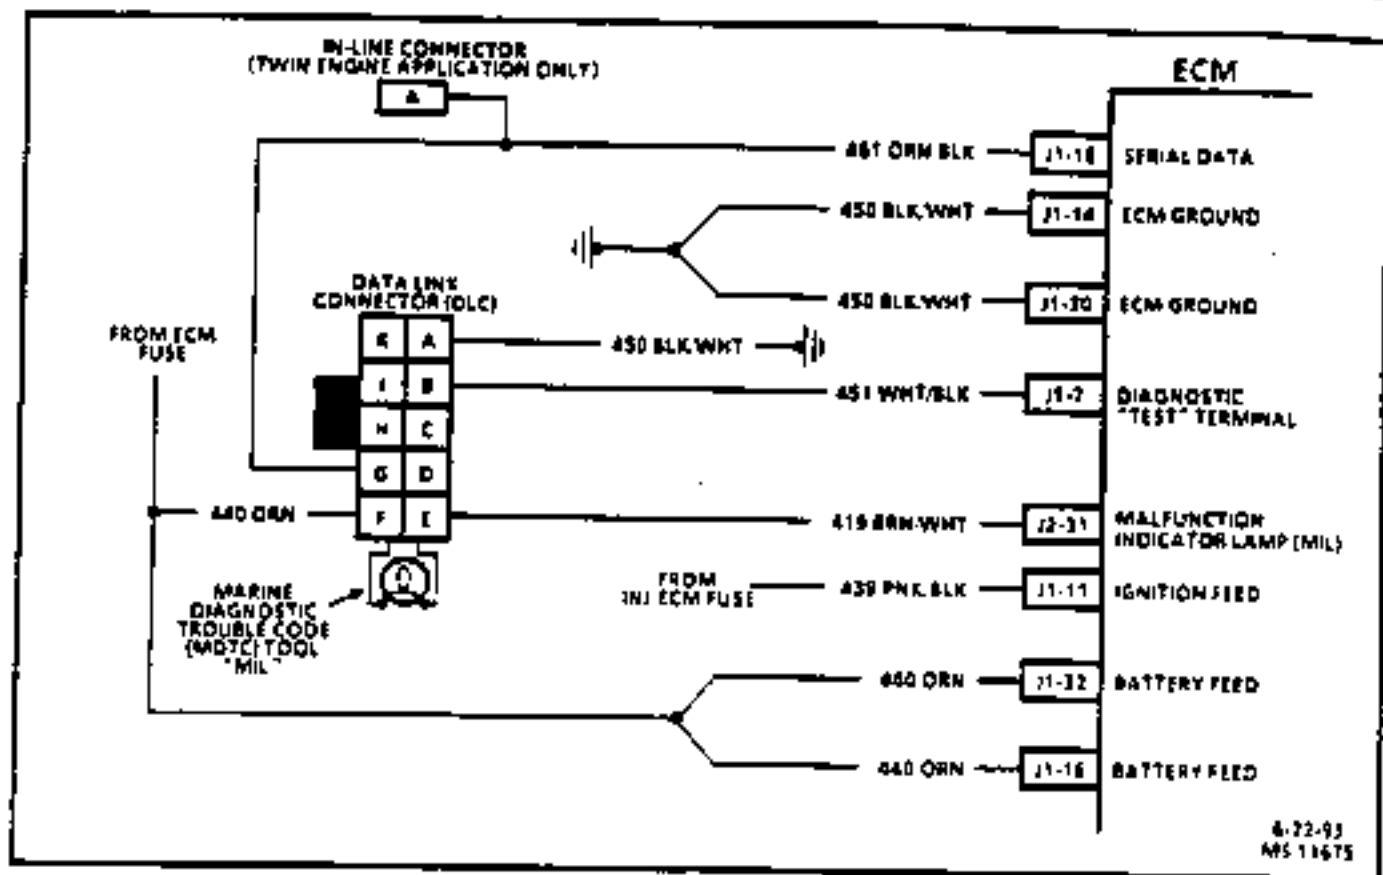 IN-LINE CONNECTOR
(TWIN ENGINE APPLICATION ONLY)
A
ECM
461 ORN BLK
J1-18
SERIAL DATA
450 BLK/WHT
J1-14
ECM GROUND
450 BLK/WHT
J1-30
ECM GROUND
DATA LINK
CONNECTOR (DLC)
FROM ECM
FUSE
K A
J B
H C
G D
F E
450 BLK WHT
451 WHT/BLK
J1-7
DIAGNOSTIC
"TEST" TERMINAL
440 ORN
419 BRN WHT
J2-31
MALFUNCTION
INDICATOR LAMP (MIL)
MARINE
DIAGNOSTIC
TROUBLE CODE
(MDTC) TOOL
"MIL"
FROM
INJ ECM FUSE
439 PNK BLK
J1-11
IGNITION FEED
440 ORN
J1-32
BATTERY FEED
440 ORN
J1-16
BATTERY FEED
6-22-93